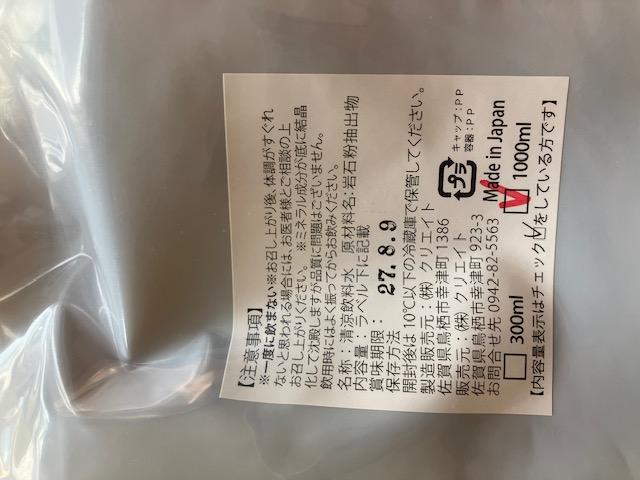 【注意事項】
※一度に飲まない※お召し上がり後、体調がすぐれ
ないと思われる場合には、お医者様とご相談の上
お召し上がりください。 ※ミネラル成分が底に結晶
化して沈殿しますが品質に問題はございません。
飲用時にはよく振ってからお飲みください。
名称：清涼飲料水 原材料名：岩石粉抽出物
内容量：ラベル下に記載
賞味期限： 27.8.9
保存方法
開封後は10℃以下の冷蔵庫で保管してください。
製造販売元：（株）クリエイト
佐賀県鳥栖市幸津町1386
販売元：（株）クリエイト
佐賀県鳥栖市幸津町923-3
お問合せ先 0942-82-5563
プラ
キャップ：PP
容器：PP
Made in Japan
300ml 1000ml
【内容量表示はチェック✓をしている方です】